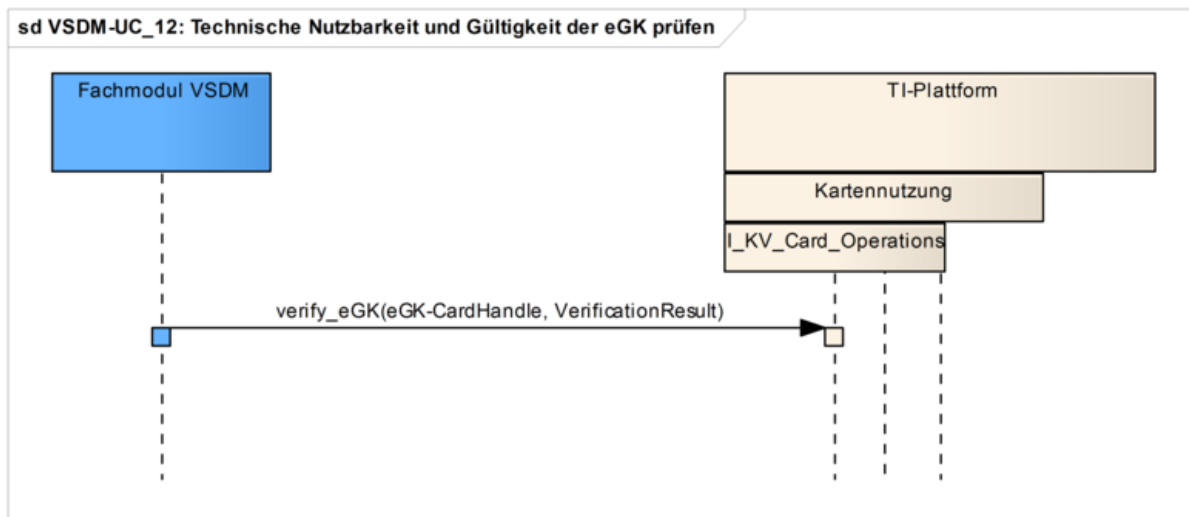 sd VSDM-UC_12: Technische Nutzbarkeit und Gültigkeit der eGK prüfen
Fachmodul VSDM
TI-Plattform
Kartennutzung
I_KV_Card_Operations
verify_eGK(eGK-CardHandle, VerificationResult)